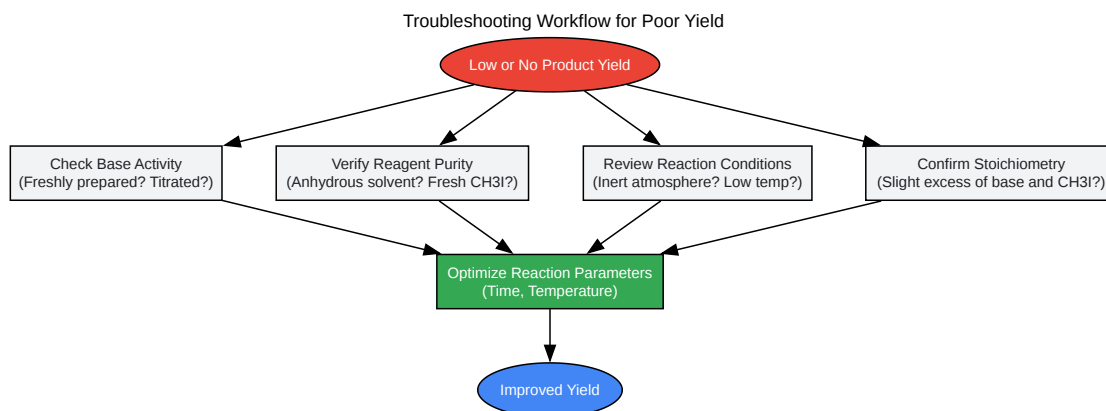 Troubleshooting Workflow for Poor Yield
Low or No Product Yield
Check Base Activity
(Freshly prepared? Titrated?)
Verify Reagent Purity
(Anhydrous solvent? Fresh CH3I?)
Review Reaction Conditions
(Inert atmosphere? Low temp?)
Confirm Stoichiometry
(Slight excess of base and CH3I?)
Optimize Reaction Parameters
(Time, Temperature)
Improved Yield